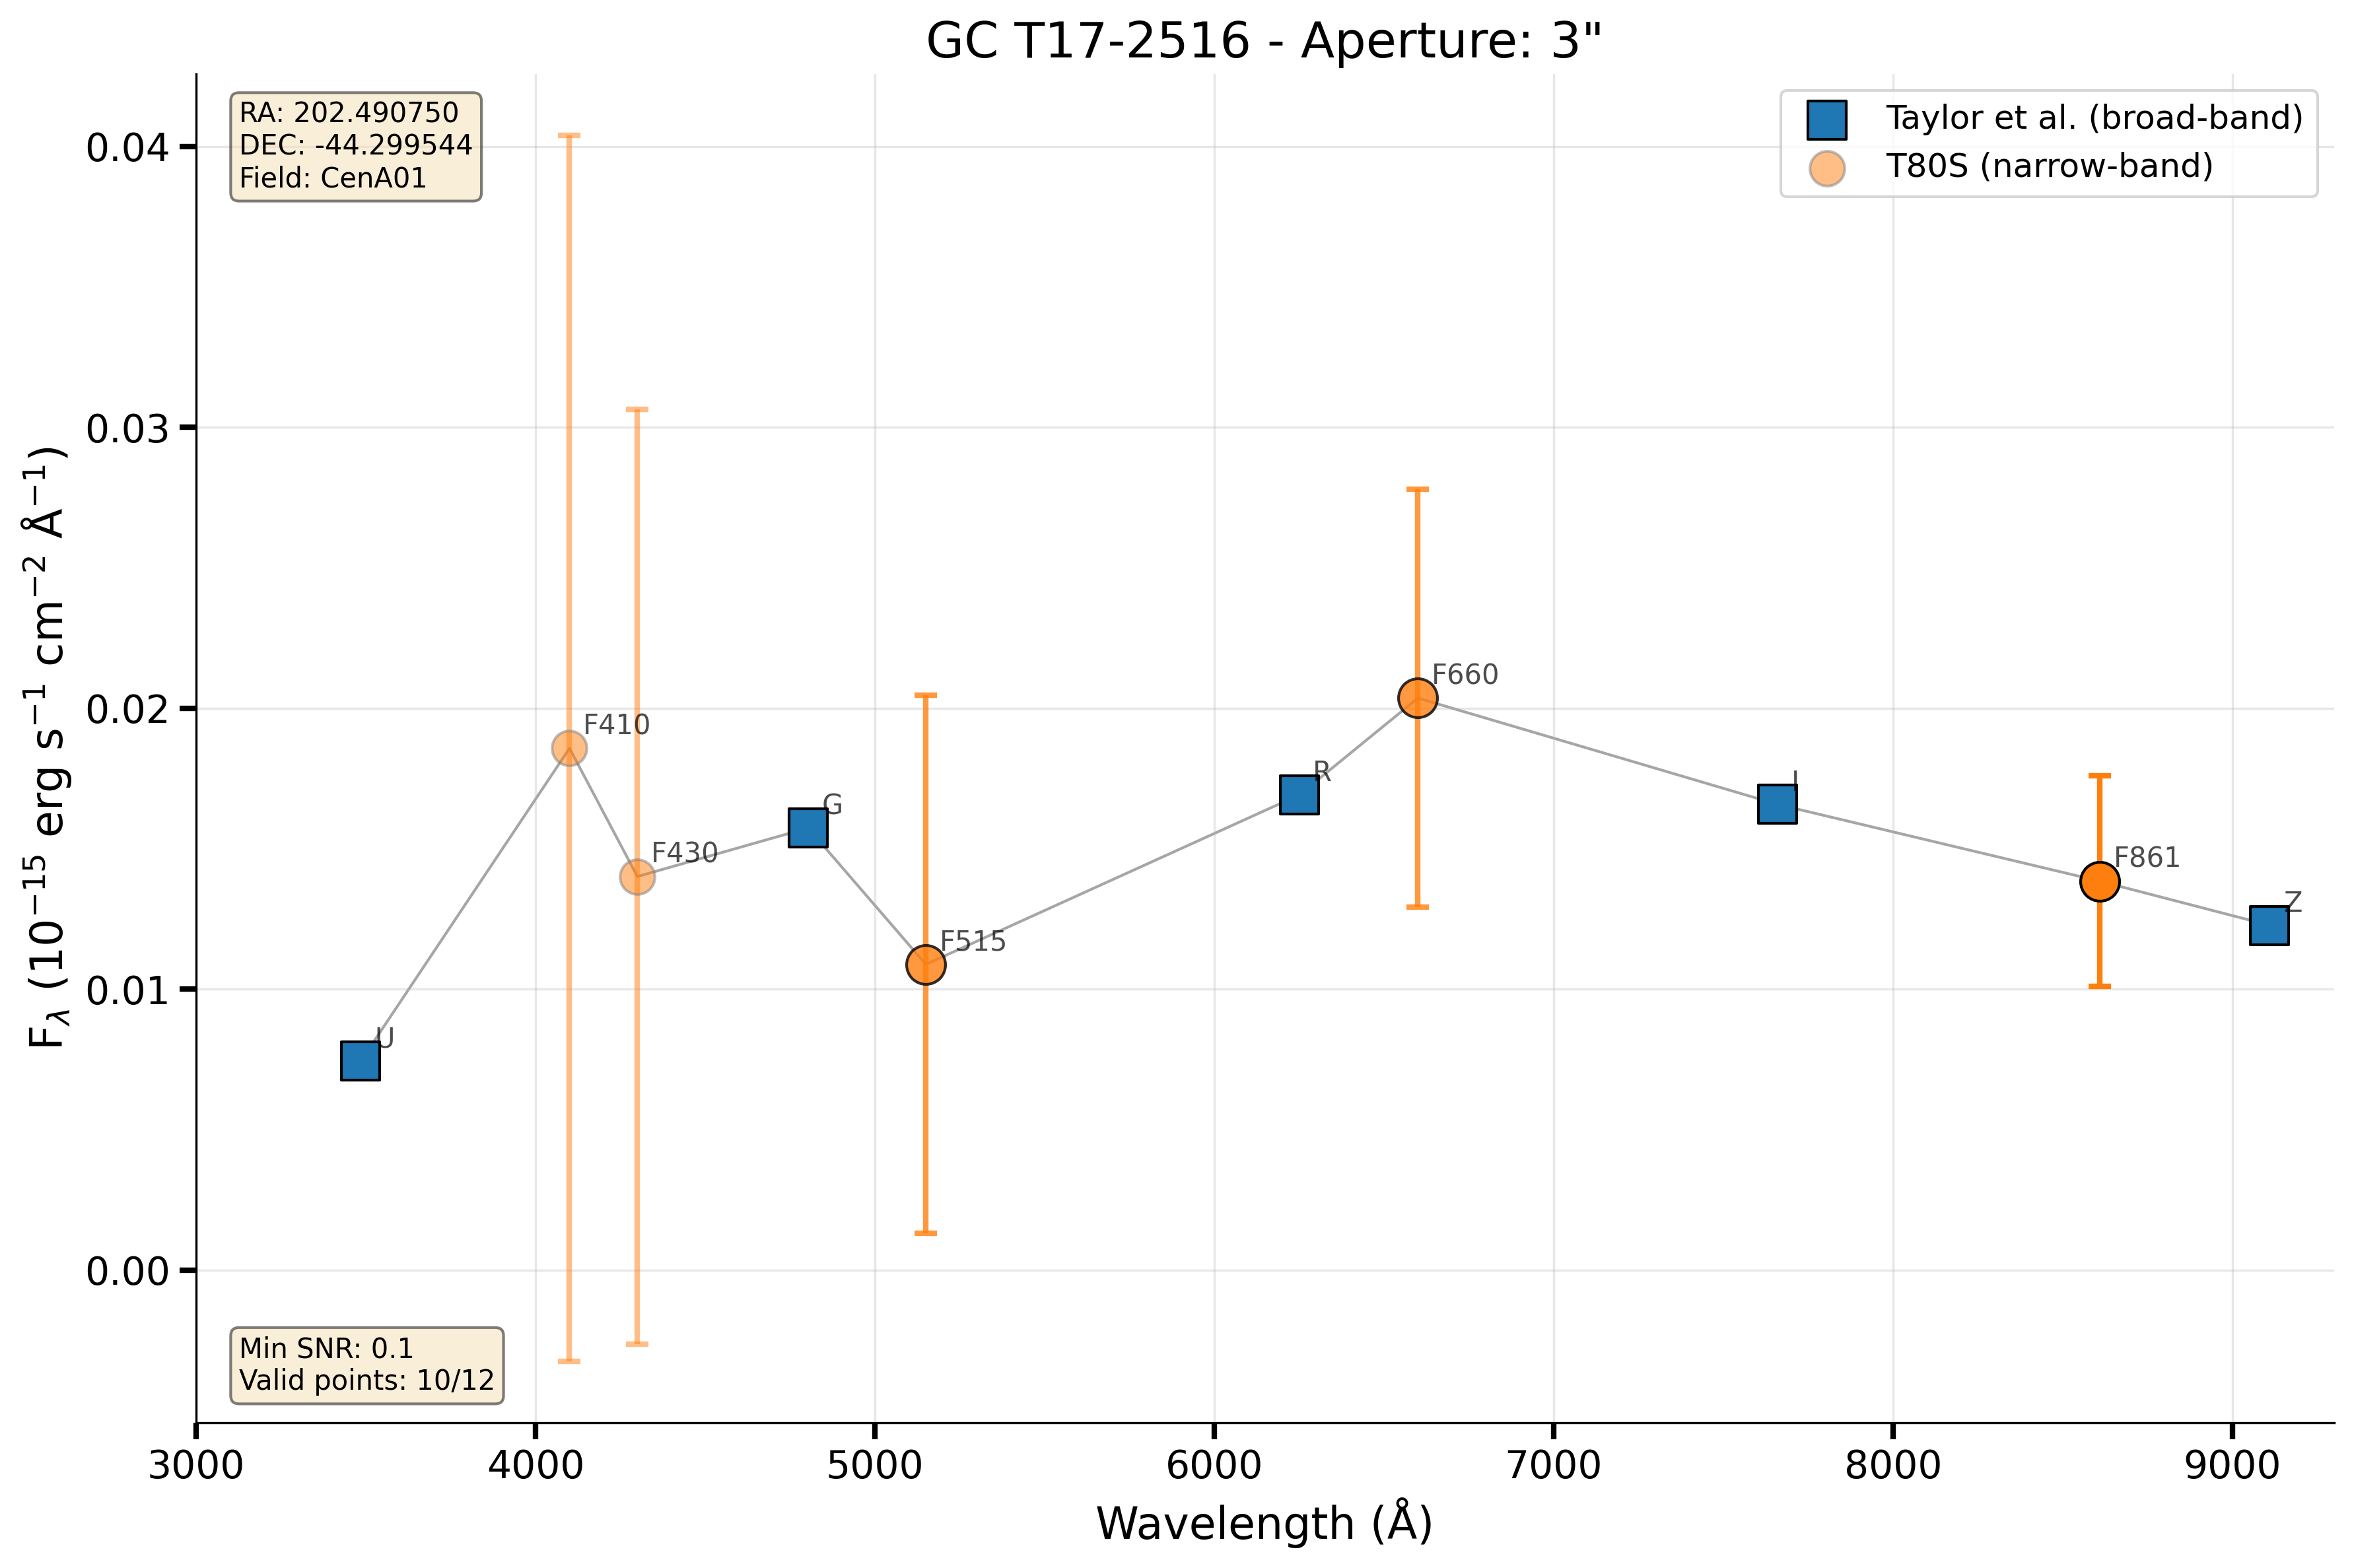 GC T17-2516 - Aperture: 3"
RA: 202.490750
DEC: -44.299544
Field: CenA01
Taylor et al. (broad-band)
T80S (narrow-band)
0.04
0.03
0.02
0.01
0.00
F_λ (10⁻¹⁵ erg s⁻¹ cm⁻² Å⁻¹)
U
F410
F430
G
F515
R
F660
I
F861
Z
Min SNR: 0.1
Valid points: 10/12
3000 4000 5000 6000 7000 8000 9000
Wavelength (Å)